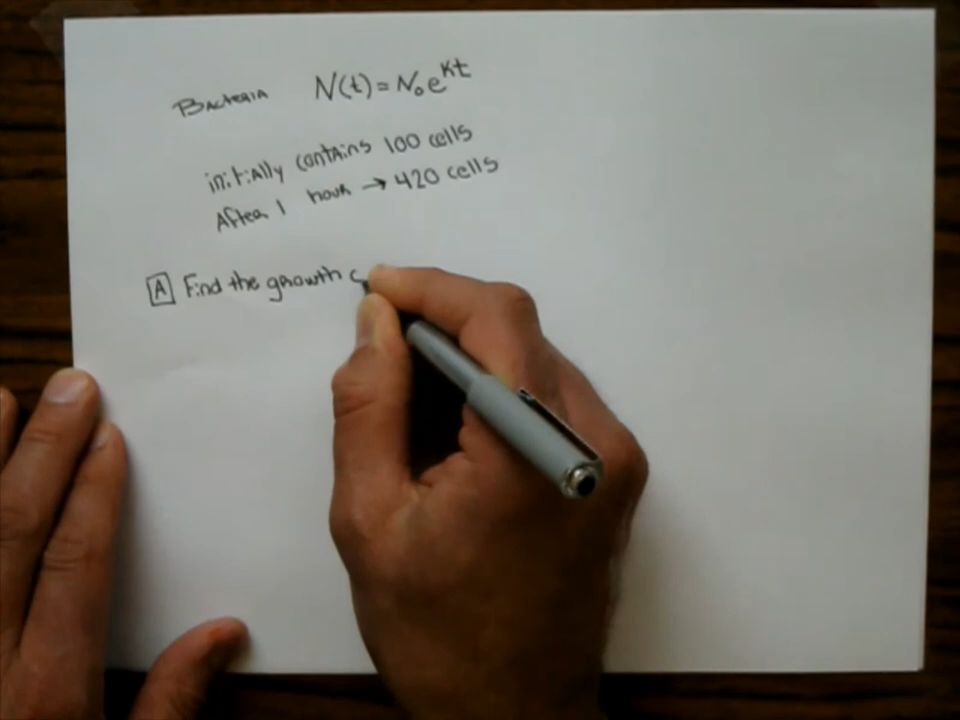 Bacteria N(t) = N₀e^kt
initially contains 100 cells
After 1 hour → 420 cells
A Find the growth c